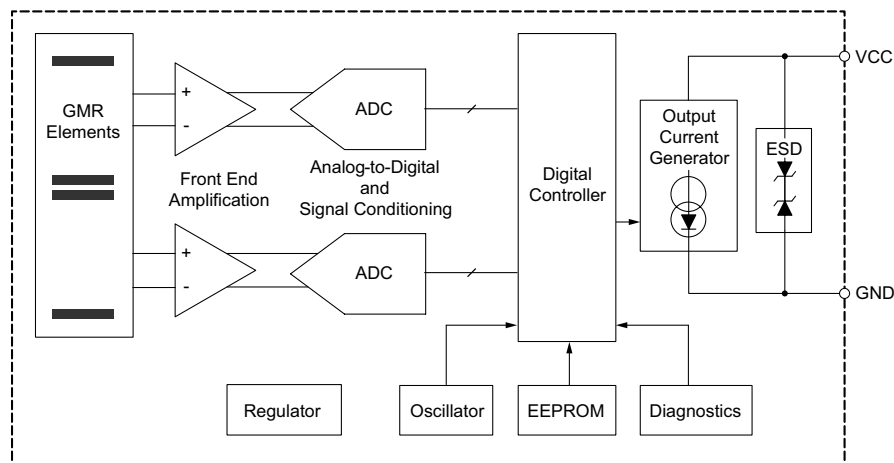 GMR
Elements
+
-
Front End
Amplification
+
-
ADC
Analog-to-Digital
and
Signal Conditioning
ADC
Digital
Controller
Output
Current
Generator
ESD
VCC
GND
Regulator
Oscillator
EEPROM
Diagnostics